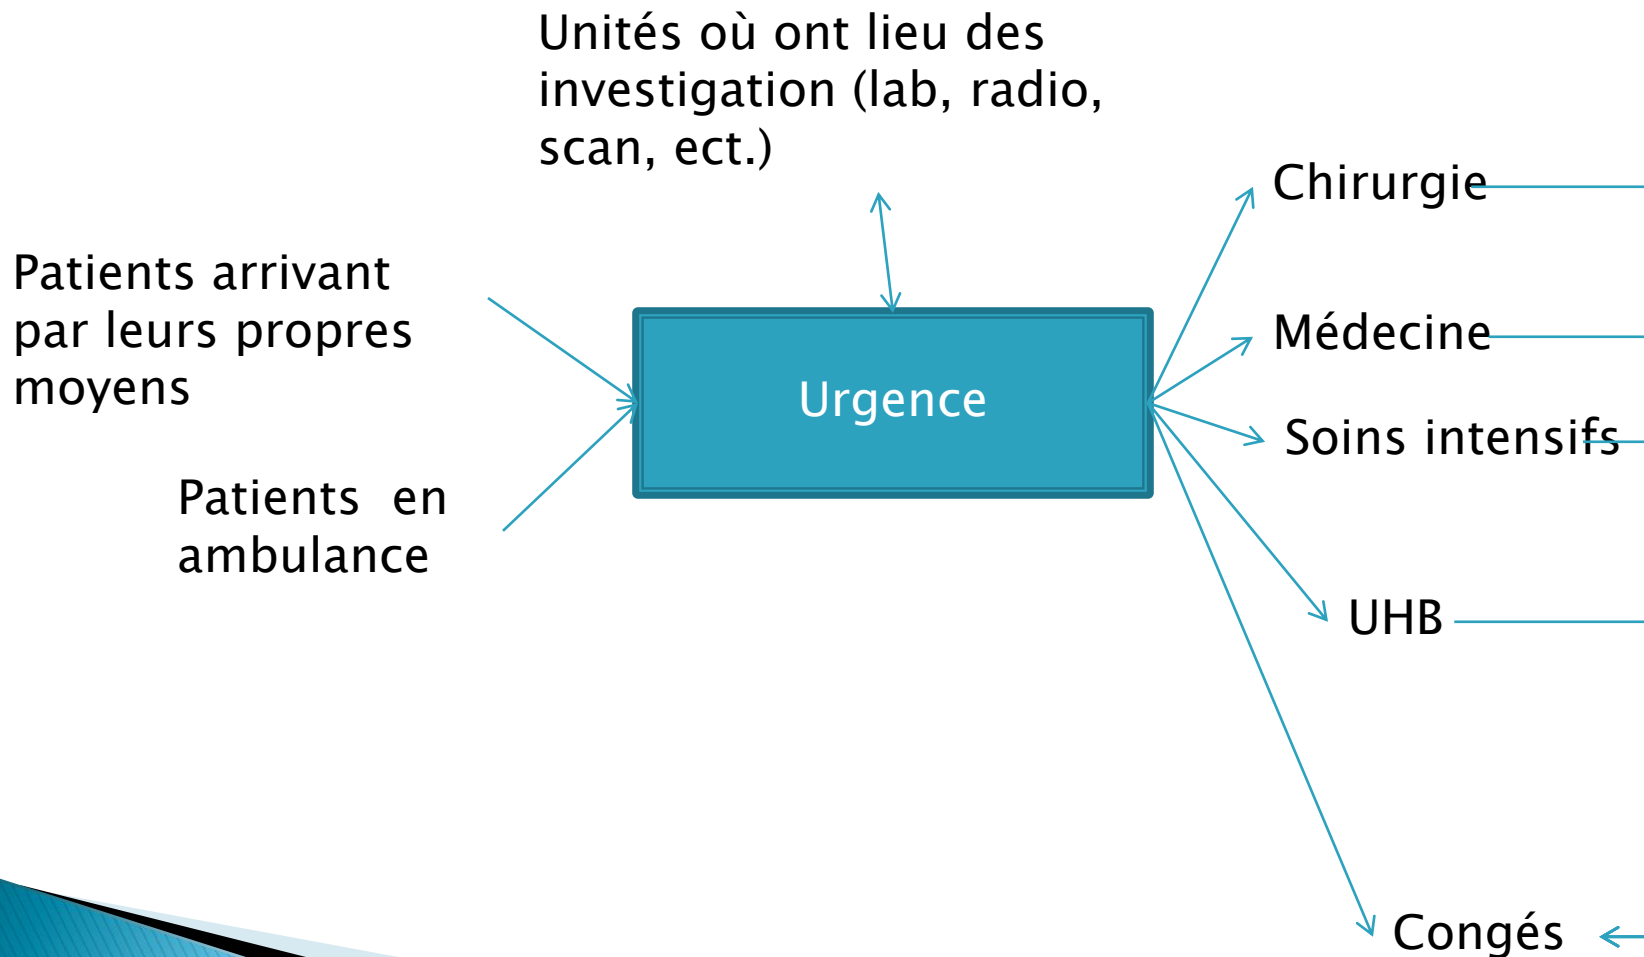 Unités où ont lieu des
investigation (lab, radio,
scan, ect.)
Patients arrivant
par leurs propres
moyens
Patients  en
ambulance
Urgence
Chirurgie
Médecine
Soins intensifs
UHB
Congés